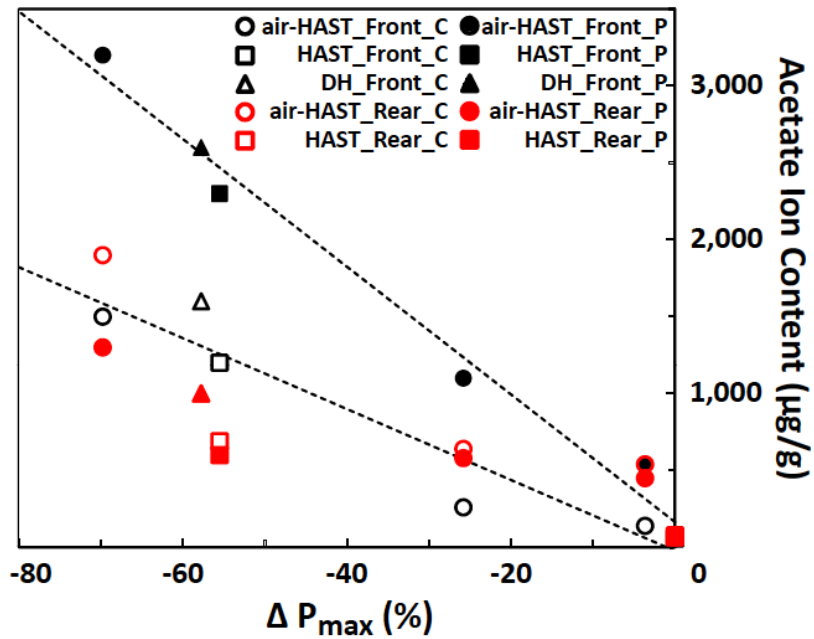 air-HAST_Front_C air-HAST_Front_P
HAST_Front_C HAST_Front_P
DH_Front_C DH_Front_P
air-HAST_Rear_C air-HAST_Rear_P
HAST_Rear_C HAST_Rear_P
3,000
2,000
1,000
Acetate Ion Content (µg/g)
-80 -60 -40 -20 0
Δ Pmax (%)